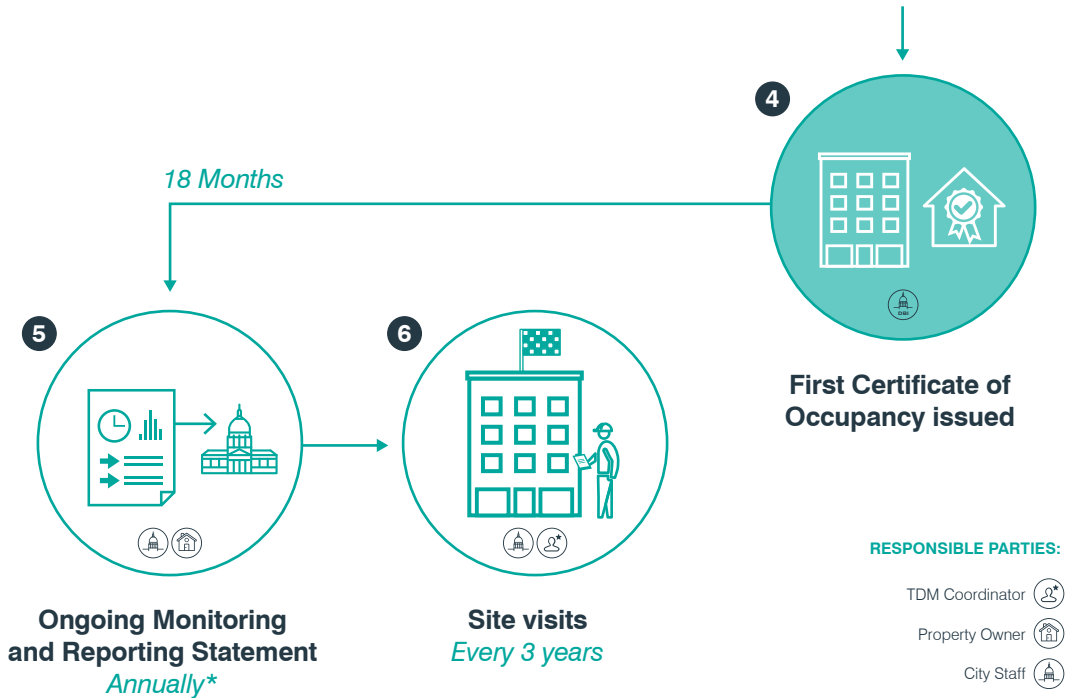 4
18 Months
DBI
First Certificate of
Occupancy issued
5
6
Ongoing Monitoring
and Reporting Statement
Annually*
Site visits
Every 3 years
RESPONSIBLE PARTIES:
TDM Coordinator
Property Owner
City Staff